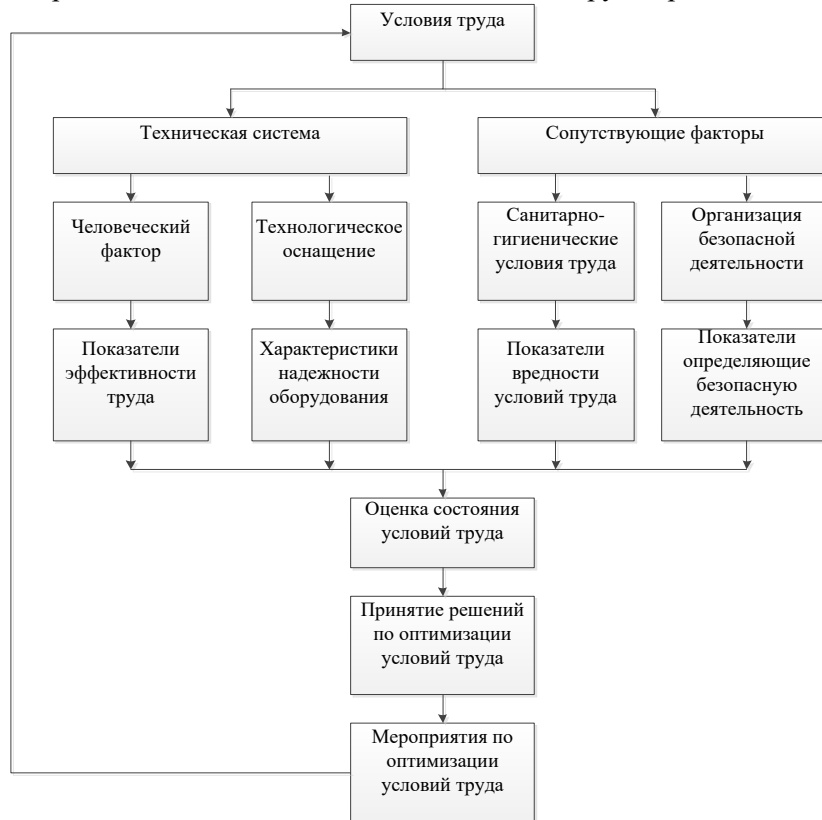 Условия труда
Техническая система
Сопутствующие факторы
Человеческий
фактор
Технологическое
оснащение
Санитарно-
гигиенические
условия труда
Организация
безопасной
деятельности
Показатели
эффективности
труда
Характеристики
надежности
оборудования
Показатели
вредности
условий труда
Показатели
определяющие
безопасную
деятельность
Оценка состояния
условий труда
Принятие решений
по оптимизации
условий труда
Мероприятия по
оптимизации
условий труда